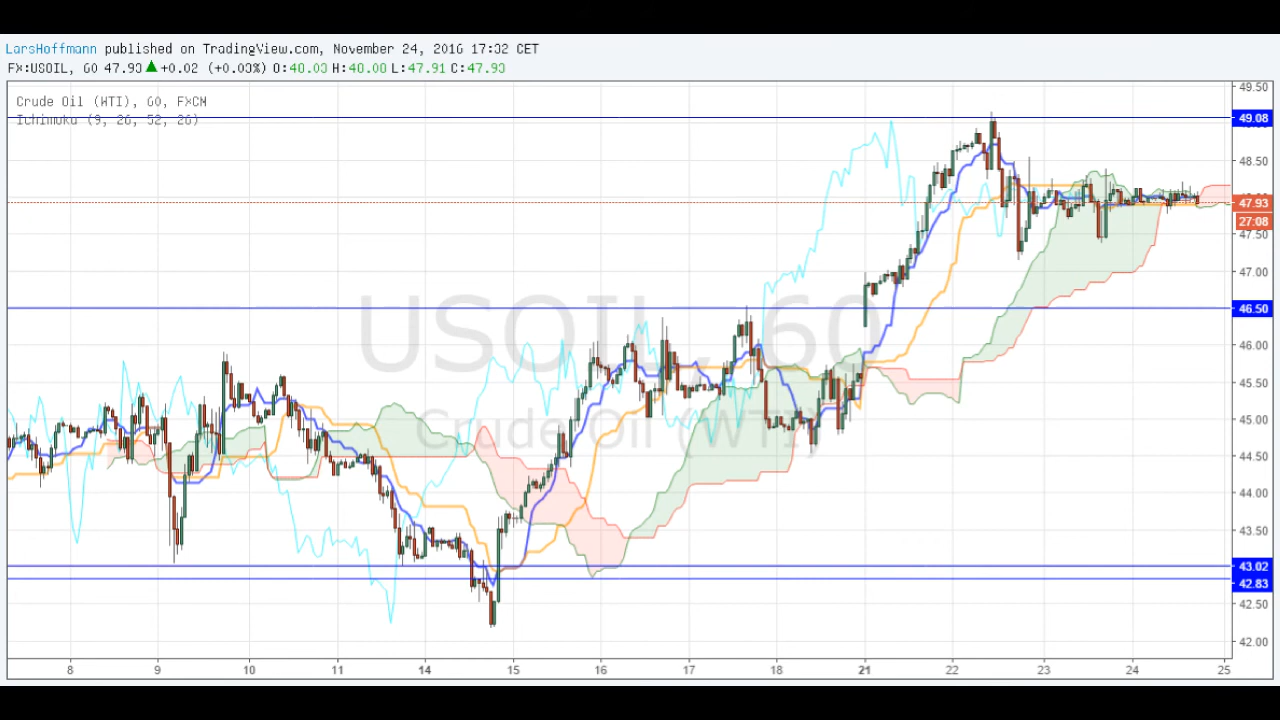 LarsHoffmann published on TradingView.com, November 24, 2016 17:32 CET
FX:USOIL, 60 47.93 ▲ +0.02 (+0.03%) O:48.00 H:48.00 L:47.91 C:47.93
Crude Oil (WTI), 60, FXCM
Ichimoku (9, 26, 52, 26)
USOIL, 60
Crude Oil (WTI)
49.50
49.08
48.50
47.93
27:08
47.50
47.00
46.50
46.00
45.50
45.00
44.50
44.00
43.50
43.02
42.83
42.50
42.00
8 9 10 11 14 15 16 17 18 21 22 23 24 25